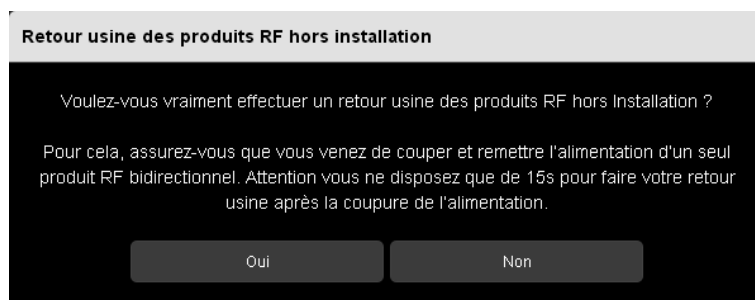 Retour usine des produits RF hors installation
Voulez-vous vraiment effectuer un retour usine des produits RF hors Installation ?
Pour cela, assurez-vous que vous venez de couper et remettre l'alimentation d'un seul
produit RF bidirectionnel. Attention vous ne disposez que de 15s pour faire votre retour
usine après la coupure de l'alimentation.
Oui
Non